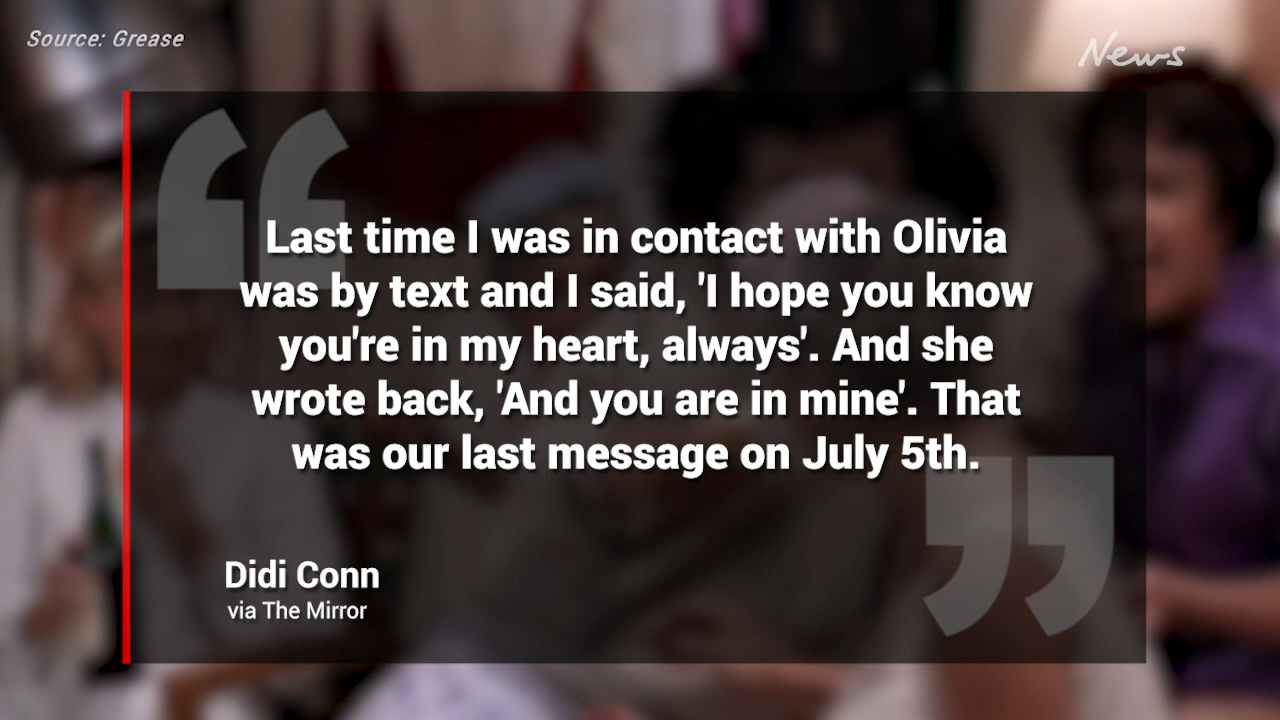 Source: Grease
News
Last time I was in contact with Olivia
was by text and I said, 'I hope you know
you're in my heart, always'. And she
wrote back, 'And you are in mine'. That
was our last message on July 5th.
Didi Conn
via The Mirror